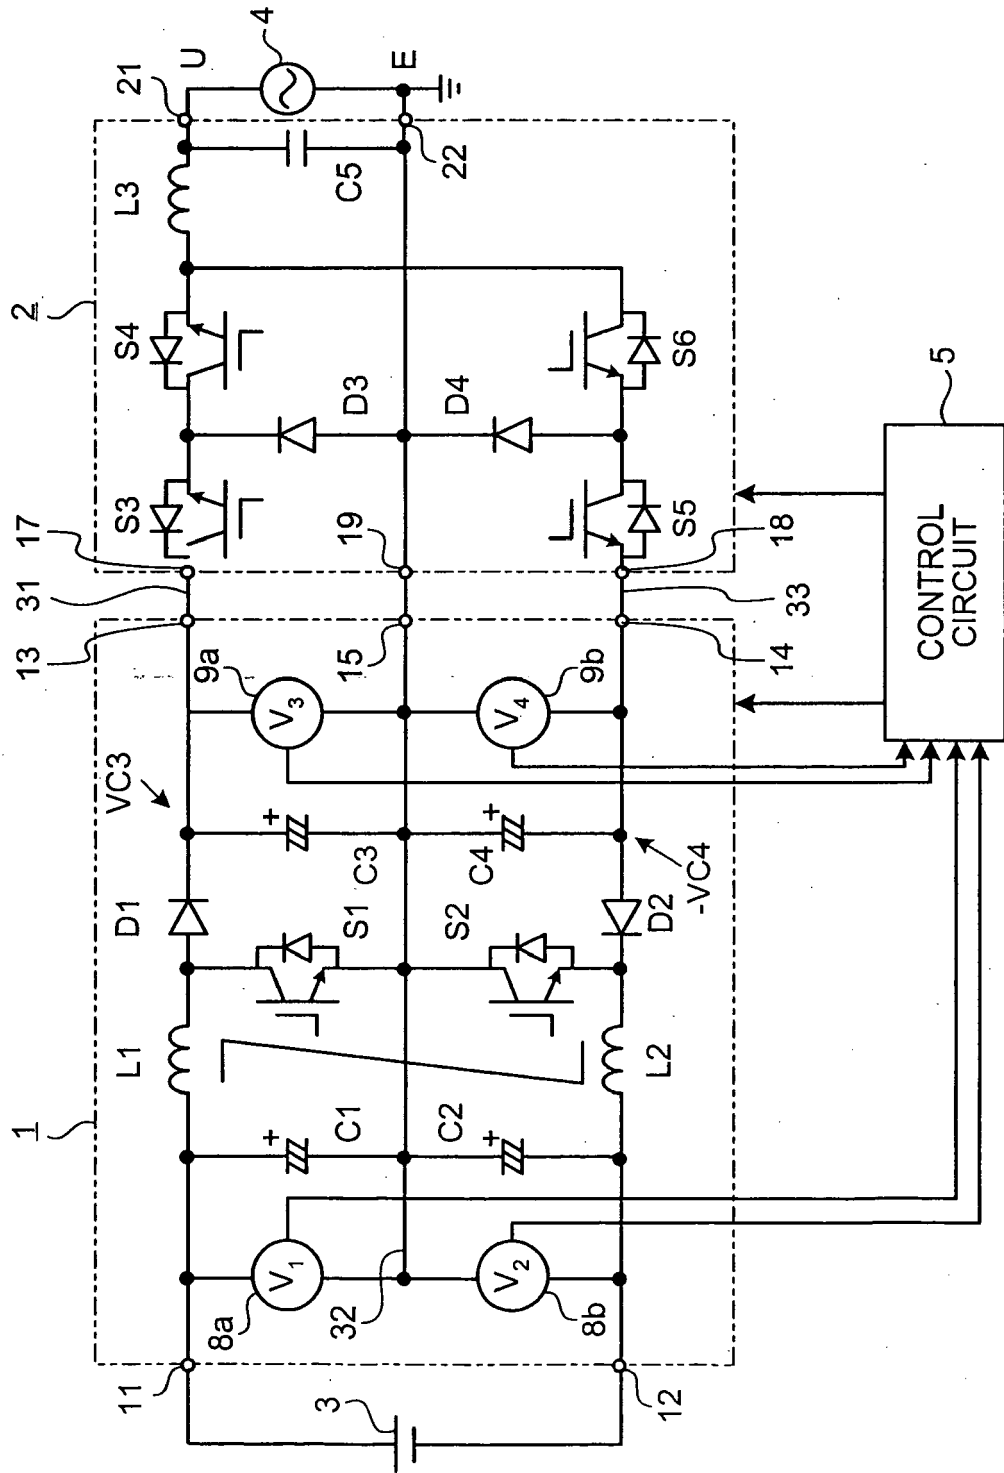 1
2
11
8a
V1
L1
C1
D1
S1
VC3
C3
9a
V3
13
31
17
S3
S4
D3
L3
21
U
4
3
32
15
19
C5
22
E
12
8b
V2
C2
L2
S2
D2
C4
-VC4
9b
V4
14
33
18
S5
D4
S6
5
CONTROL
CIRCUIT
+
+
+
+